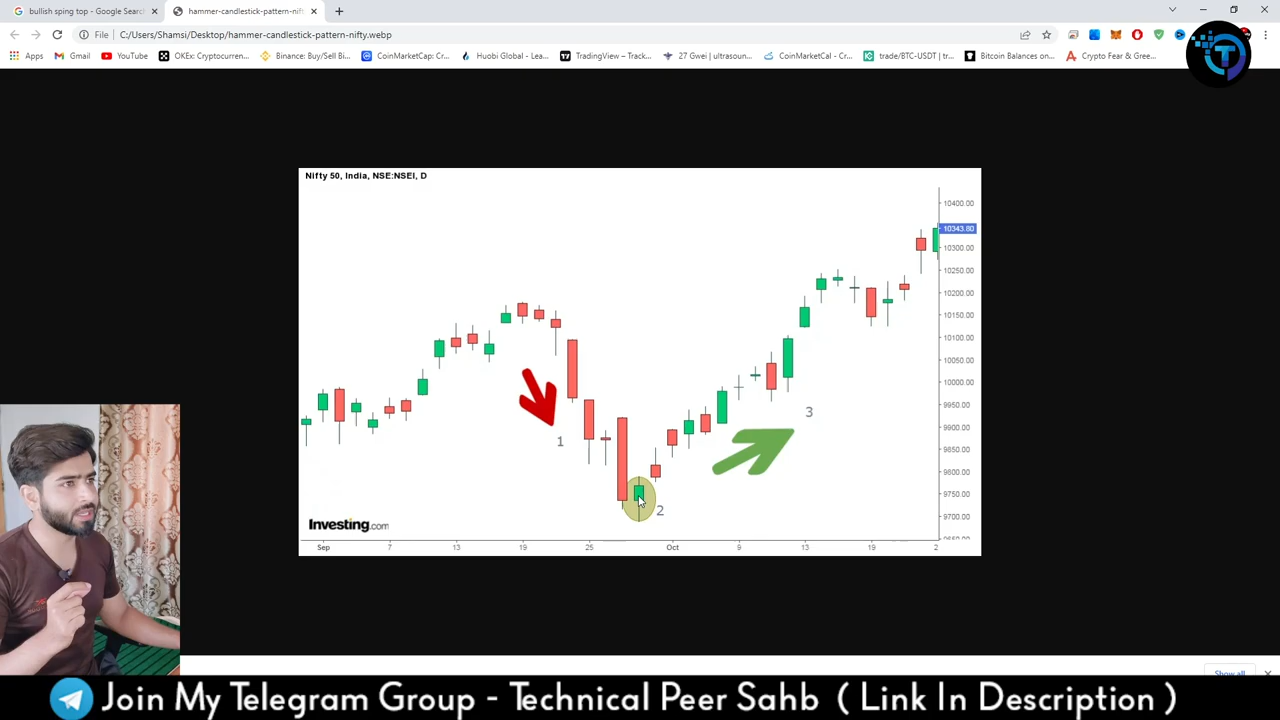 bullish sping top - Google Search
hammer-candlestick-pattern-nift
File
C:/Users/Shamsi/Desktop/hammer-candlestick-pattern-nifty.webp
Apps
Gmail
YouTube
OKEx: Cryptocurren...
Binance: Buy/Sell Bi...
CoinMarketCap: Cr...
Huobi Global - Lea...
TradingView – Track...
27 Gwei | ultrasoun...
CoinMarketCal - Cr...
trade/BTC-USDT | tr...
Bitcoin Balances on...
Crypto Fear & Gree...
Nifty 50, India, NSE:NSEI, D
10400.00
10343.80
10300.00
10250.00
10200.00
10150.00
10100.00
10050.00
10000.00
9950.00
9900.00
9850.00
9800.00
9750.00
9700.00
9650.00
1
2
3
Investing.com
Sep
7
13
19
25
Oct
9
13
19
2
Show all
Join My Telegram Group - Technical Peer Sahb ( Link In Description )